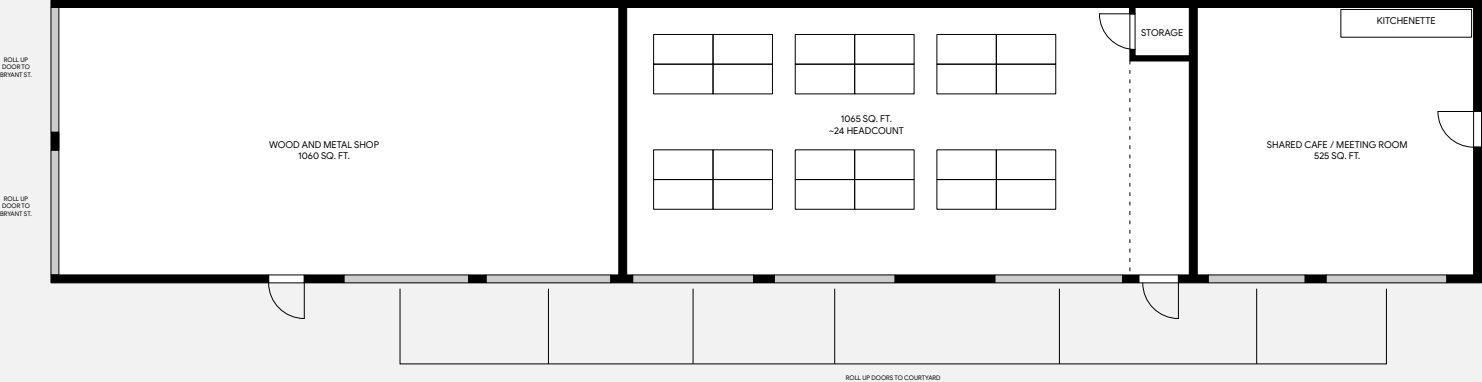 KITCHENETTE
STORAGE
ROLL UP
DOOR TO
BRYANT ST.
1065 SQ. FT.
~24 HEADCOUNT
WOOD AND METAL SHOP
1060 SQ. FT.
SHARED CAFE / MEETING ROOM
525 SQ. FT.
ROLL UP
DOOR TO
BRYANT ST.
ROLL UP DOORS TO COURTYARD